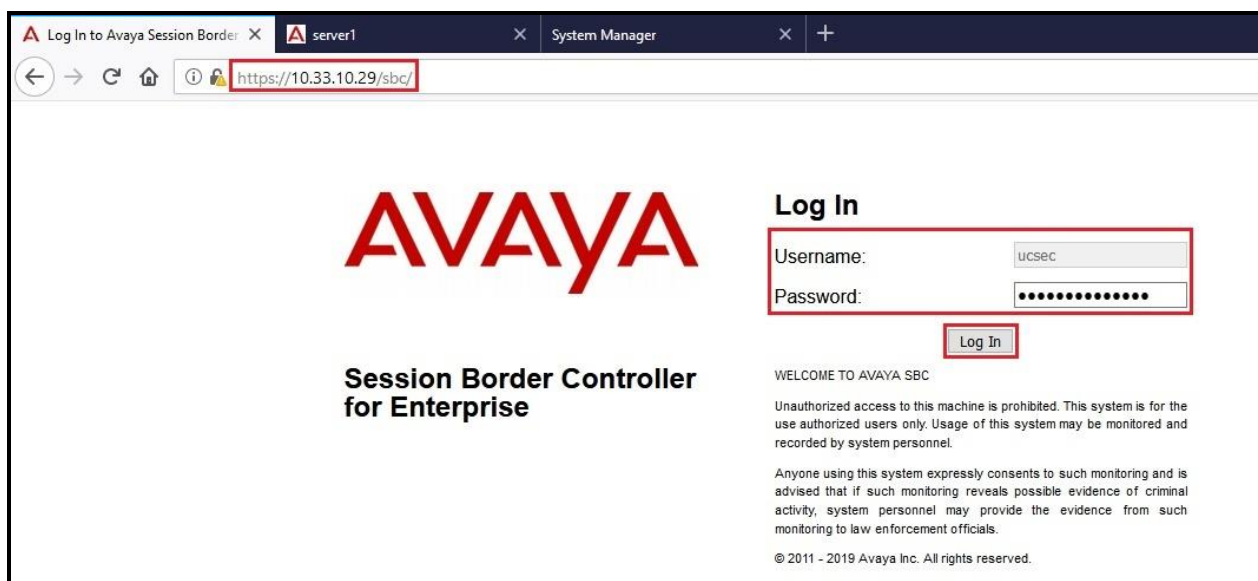 Log In to Avaya Session Border
server1
System Manager
https://10.33.10.29/sbc/
AVAYA
Session Border Controller
for Enterprise
Log In
Username:
ucsec
Password:
●●●●●●●●●●●●●●
Log In
WELCOME TO AVAYA SBC
Unauthorized access to this machine is prohibited. This system is for the
use authorized users only. Usage of this system may be monitored and
recorded by system personnel.
Anyone using this system expressly consents to such monitoring and is
advised that if such monitoring reveals possible evidence of criminal
activity, system personnel may provide the evidence from such
monitoring to law enforcement officials.
© 2011 - 2019 Avaya Inc. All rights reserved.